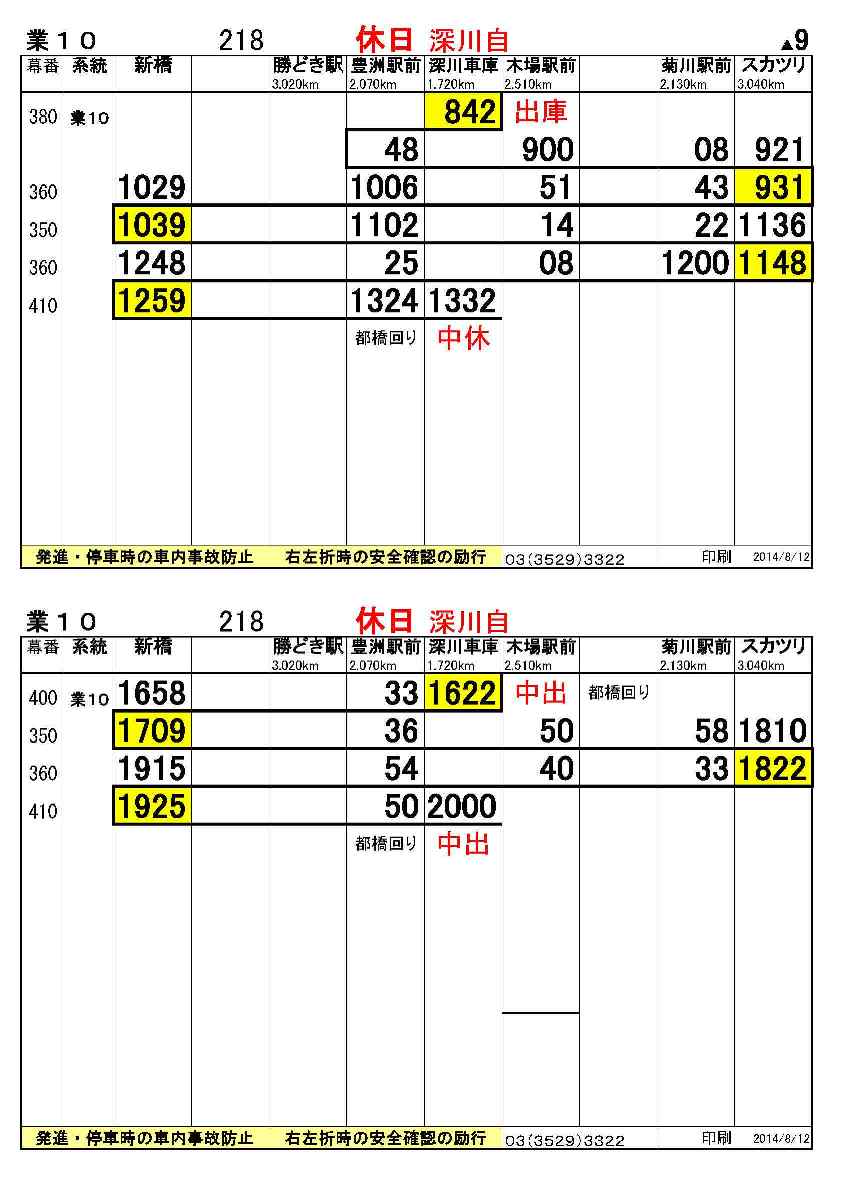 業１０ 218 休日 深川自 ▲9
幕番 系統 新橋 勝どき駅 豊洲駅前 深川車庫 木場駅前 菊川駅前 スカツリ
3.020km 2.070km 1.720km 2.510km 2.130km 3.040km
380 業１０ 842 出庫
48 900 08 921
360 1029 1006 51 43 931
350 1039 1102 14 22 1136
360 1248 25 08 1200 1148
410 1259 1324 1332
都橋回り 中休
発進・停車時の車内事故防止 右左折時の安全確認の励行 03(3529)3322 印刷 2014/8/12
業１０ 218 休日 深川自
幕番 系統 新橋 勝どき駅 豊洲駅前 深川車庫 木場駅前 菊川駅前 スカツリ
3.020km 2.070km 1.720km 2.510km 2.130km 3.040km
400 業１０ 1658 33 1622 中出 都橋回り
350 1709 36 50 58 1810
360 1915 54 40 33 1822
410 1925 50 2000
都橋回り 中出
発進・停車時の車内事故防止 右左折時の安全確認の励行 03(3529)3322 印刷 2014/8/12